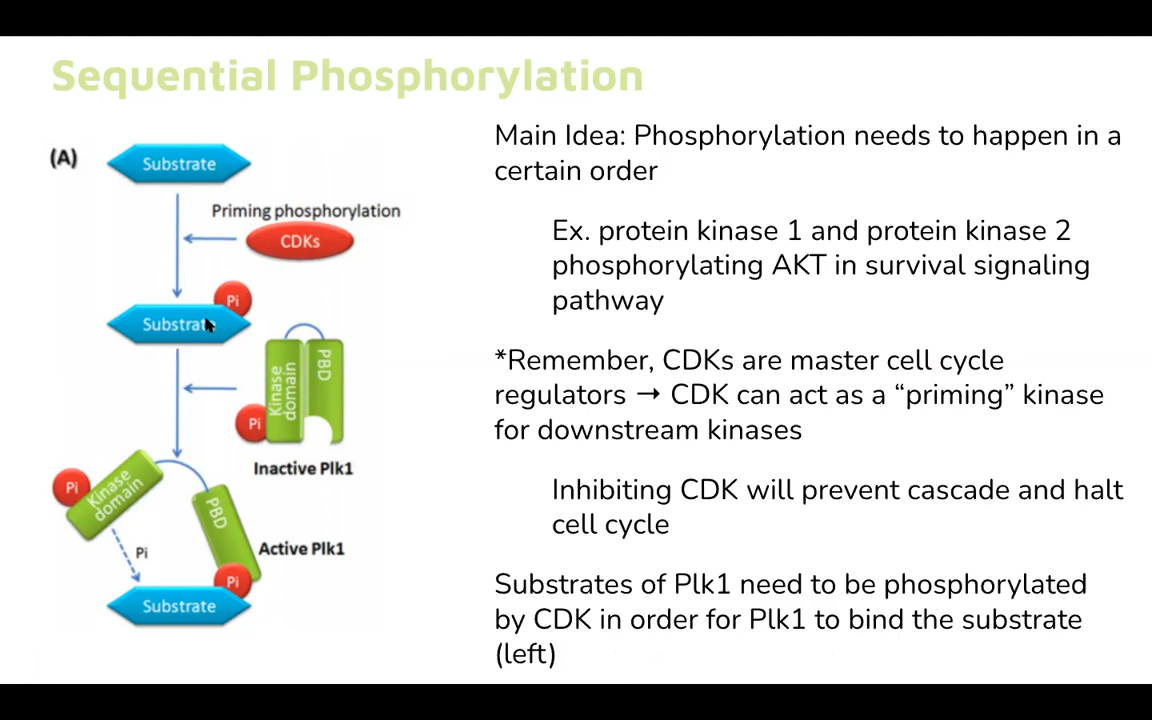 Sequential Phosphorylation
(A)
Substrate
Priming phosphorylation
CDKs
Pi
Substrate
Kinase
domain
PBD
Pi
Inactive Plk1
Pi
Kinase
domain
PBD
Pi
Active Plk1
Pi
Substrate
Main Idea: Phosphorylation needs to happen in a
certain order
Ex. protein kinase 1 and protein kinase 2
phosphorylating AKT in survival signaling
pathway
*Remember, CDKs are master cell cycle
regulators → CDK can act as a “priming” kinase
for downstream kinases
Inhibiting CDK will prevent cascade and halt
cell cycle
Substrates of Plk1 need to be phosphorylated
by CDK in order for Plk1 to bind the substrate
(left)